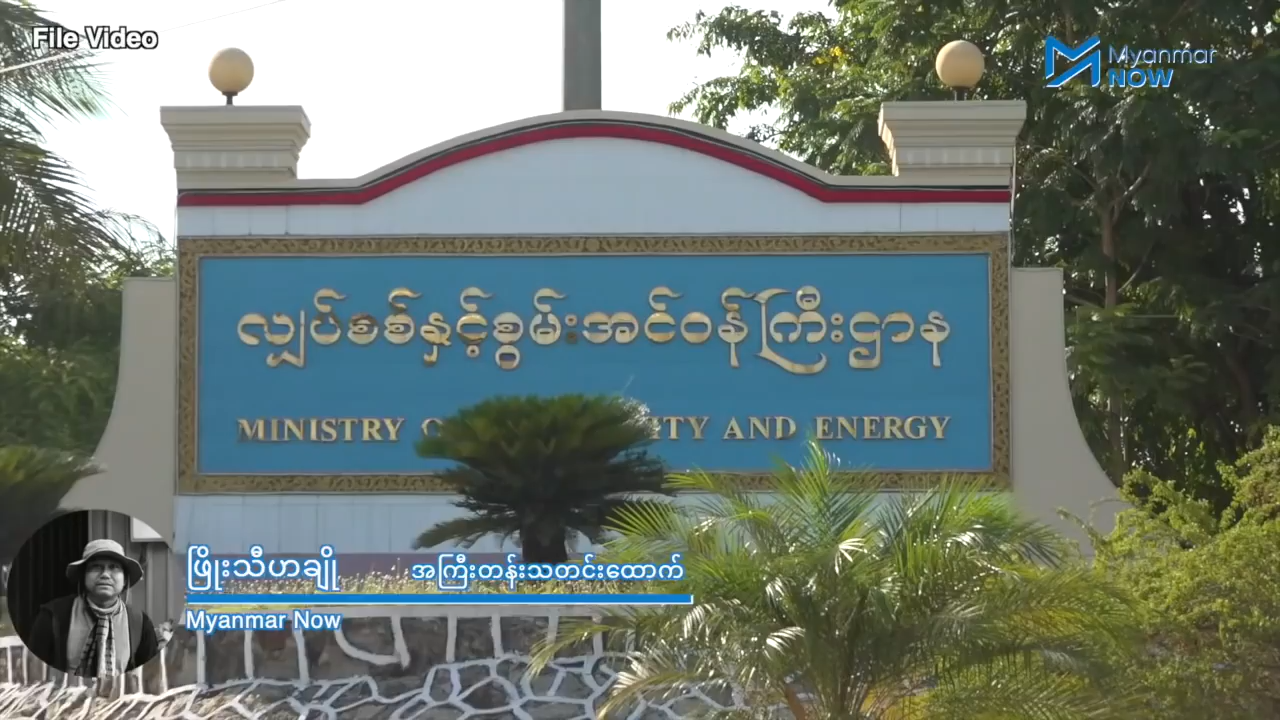 File Video
Myanmar
NOW
လျှပ်စစ်နှင့်စွမ်းအင်ဝန်ကြီးဌာန
MINISTRY AND ENERGY
ဖြိုးသီဟချို
အကြီးတန်းသတင်းထောက်
Myanmar Now